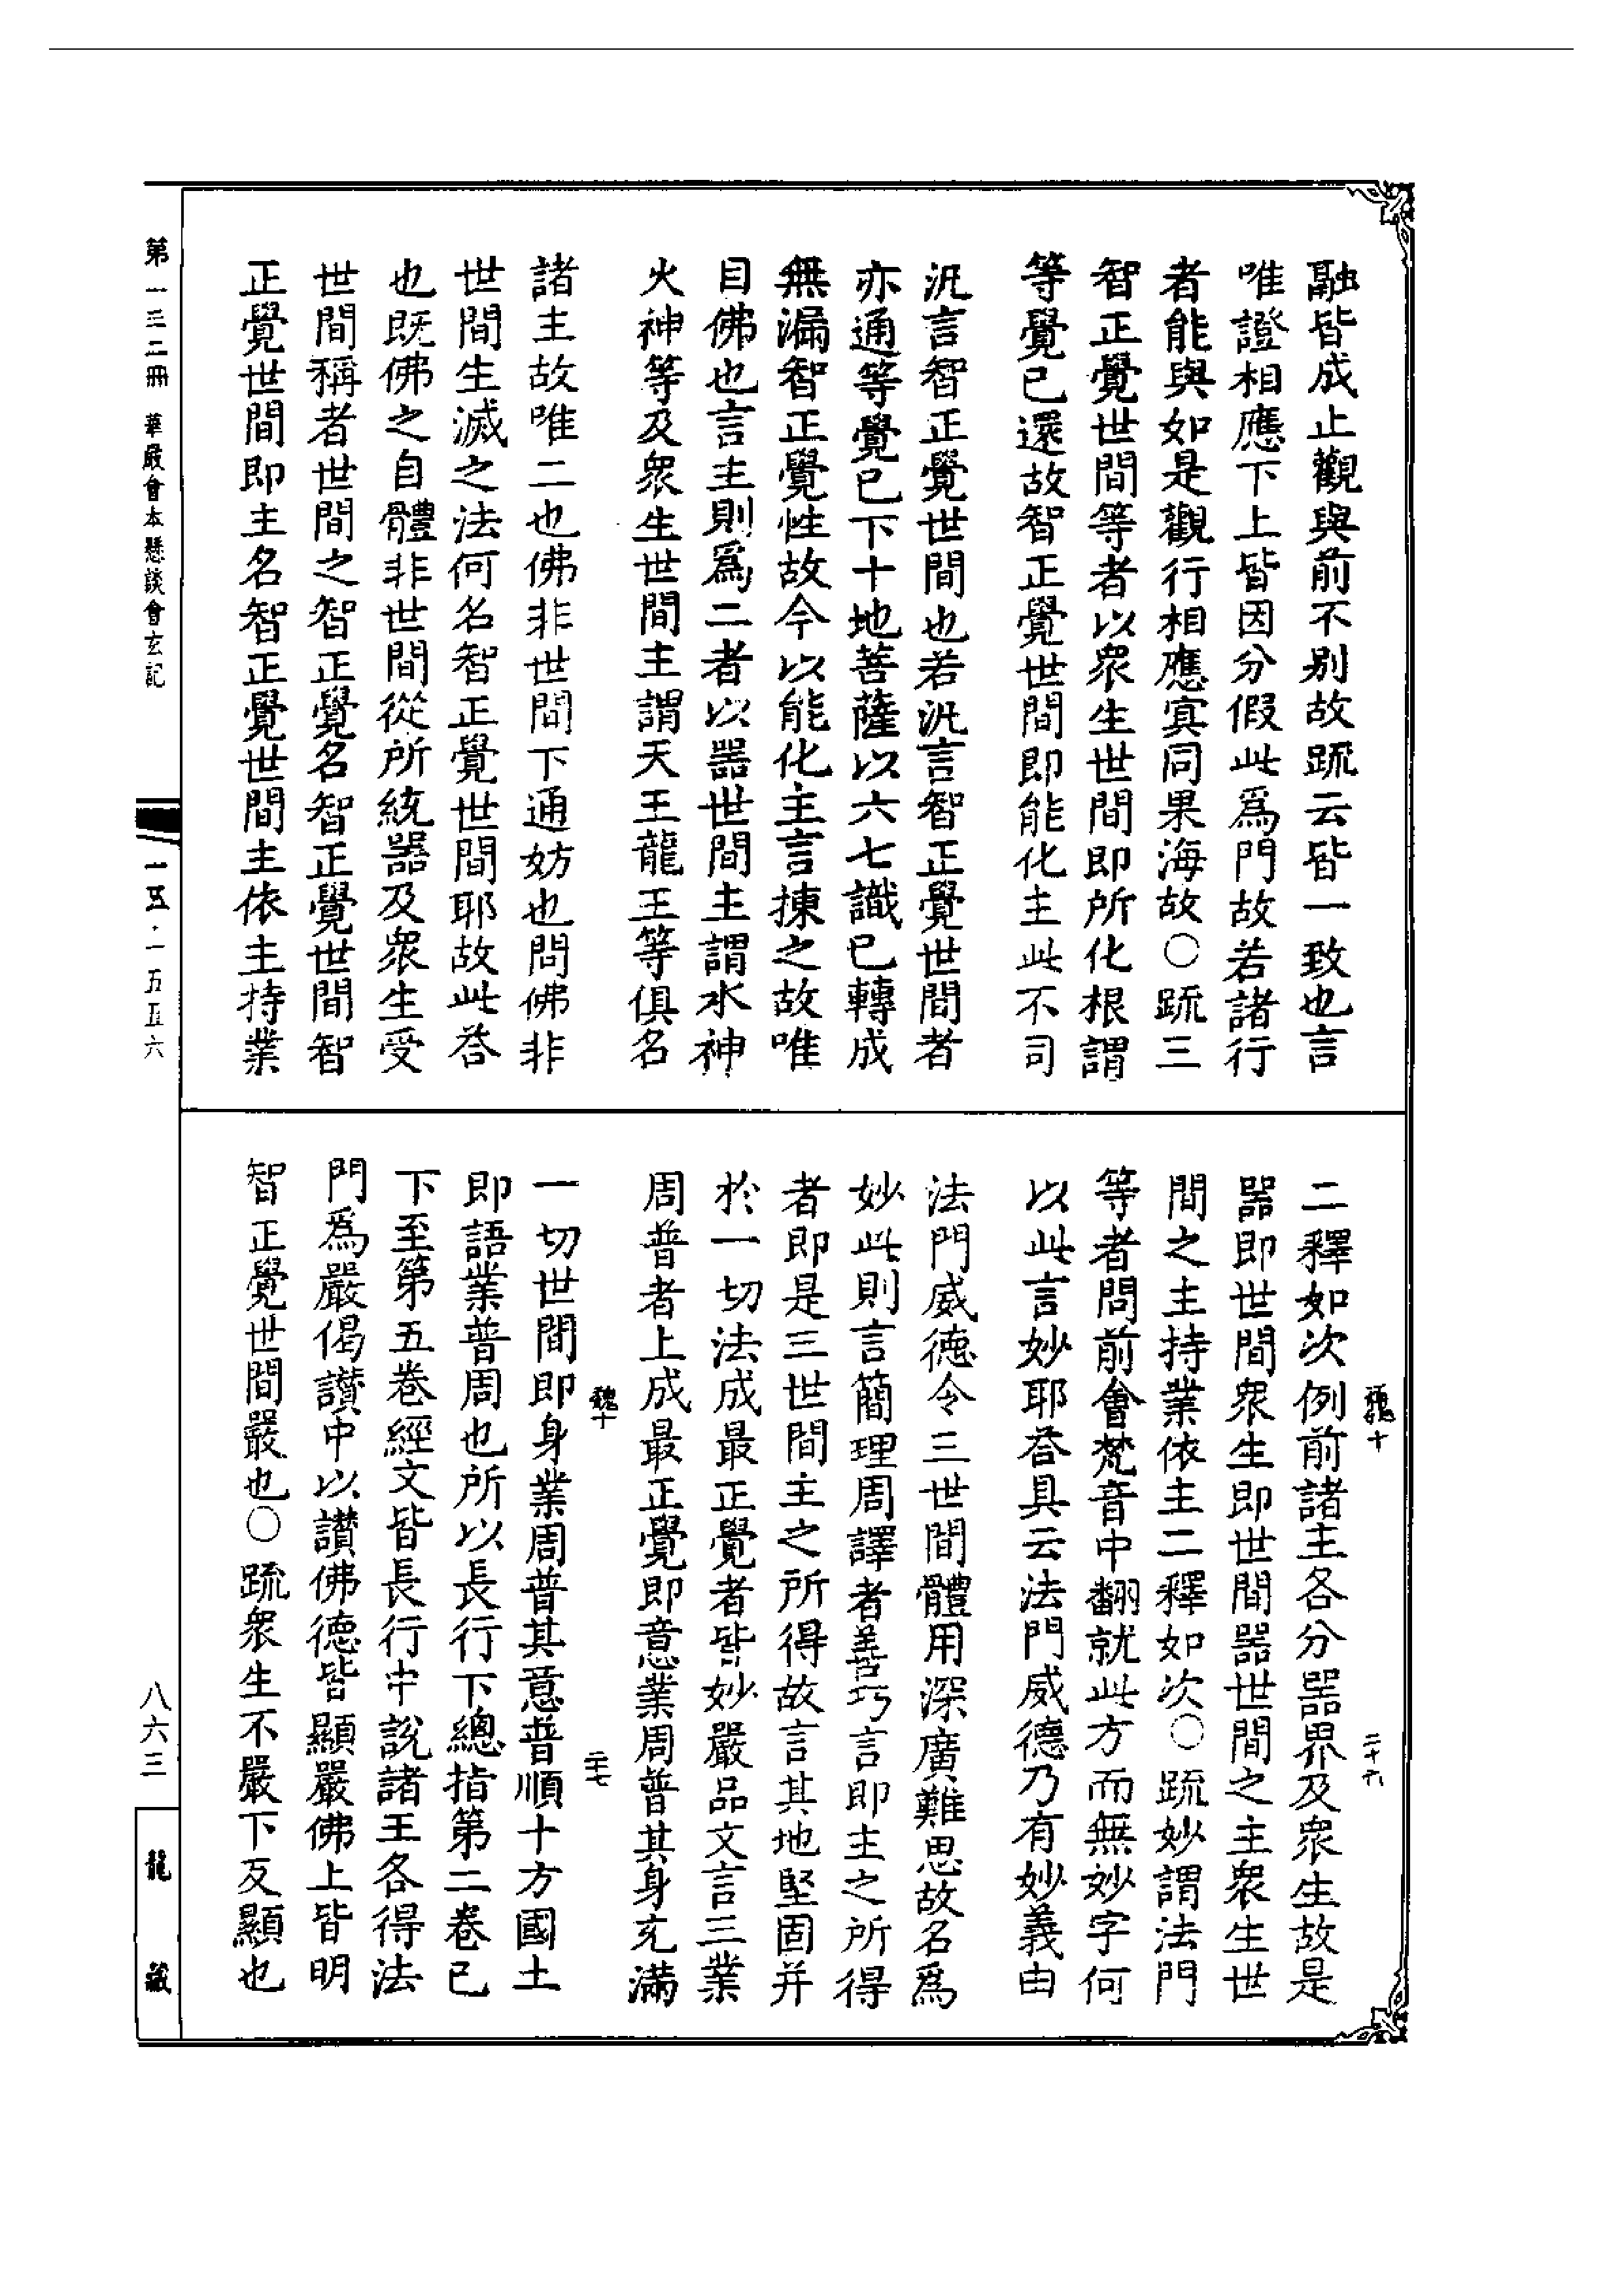 融皆成止觀與前不别故䟽云皆一致也言
唯證相應下上皆因分假此爲門故若諸行
者能與如是觀行相應㝠同果海故〇䟽三
智正覺世間等者以衆生世間即所化根謂
等覺已還故智正覺世間即能化主此不司
汎言智正覺世間也若汎言智正覺世間者
亦通等覺已下十地菩薩以六七識已轉成
無漏智正覺性故今以能化主言揀之故唯
目佛也言主則爲二者以器世間主謂水神
火神等及衆生世間主謂天王龍王等俱名
諸主故唯二也佛非世間下通妨也問佛非
世間生滅之法何名智正覺世間耶故此荅
也既佛之自體非世間從所統器及衆生受
世間稱者世間之智正覺名智正覺世間智
正覺世間即主名智正覺世間主依主持業
二釋如次例前諸主各分器界及衆生故是
器即世間衆生即世間器世間之主衆生世
間之主持業依主二釋如次〇䟽妙謂法門
等者問前會梵音中翻就此方而無妙字何
以此言妙耶荅具云法門威德乃有妙義由
法門威德令三世間體用深廣難思故名爲
妙此則言簡理周譯者善巧言即主之所得
者即是三世間主之所得故言其地堅固并
於一切法成最正覺者皆妙嚴品文言三業
周普者上成最正覺即意業周普其身充滿
一切世間即身業周普其意普順十方國土
即語業普周也所以長行下總指第二卷已
下至第五卷經文皆長行中說諸王各得法
門爲嚴偈讃中以讃佛德皆顯嚴佛上皆明
智正覺世間嚴也〇䟽衆生不嚴下反顯也
魏十
二十六
魏十
二十七
第一三二冊 華嚴會本懸談會玄記
一五·一五五六
八六三
龍藏